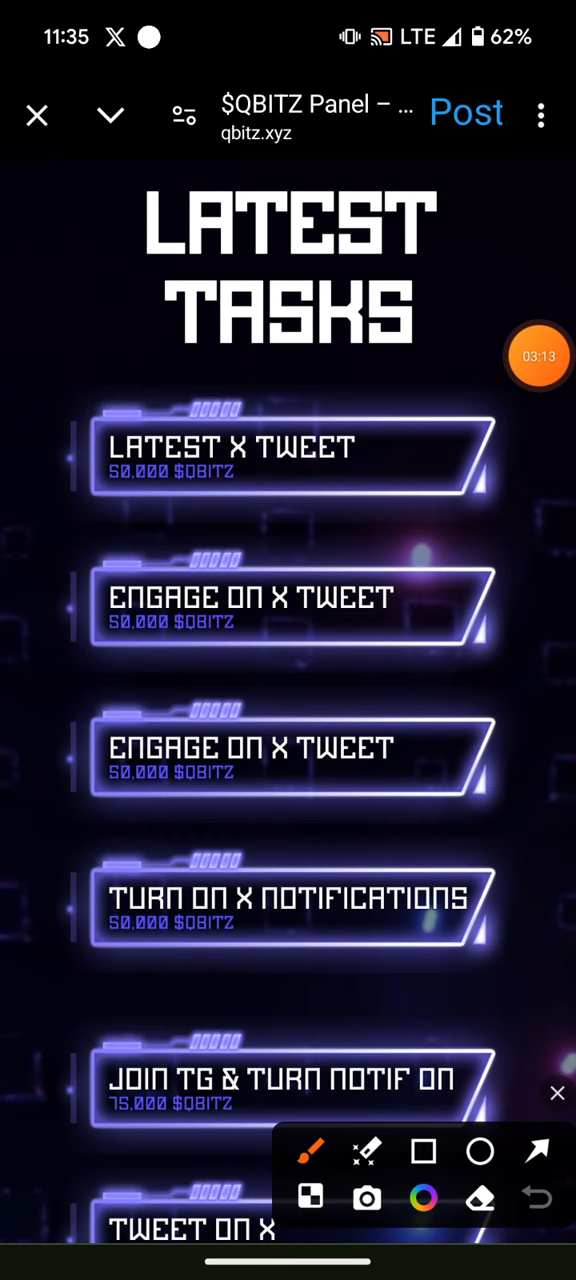 11:35
LTE
62%
$QBITZ Panel – ...
qbitz.xyz
Post
LATEST
TASKS
03:13
LATEST X TWEET
50,000 $QBITZ
ENGAGE ON X TWEET
50,000 $QBITZ
ENGAGE ON X TWEET
50,000 $QBITZ
TURN ON X NOTIFICATIONS
50,000 $QBITZ
JOIN TG & TURN NOTIF ON
75,000 $QBITZ
TWEET ON X